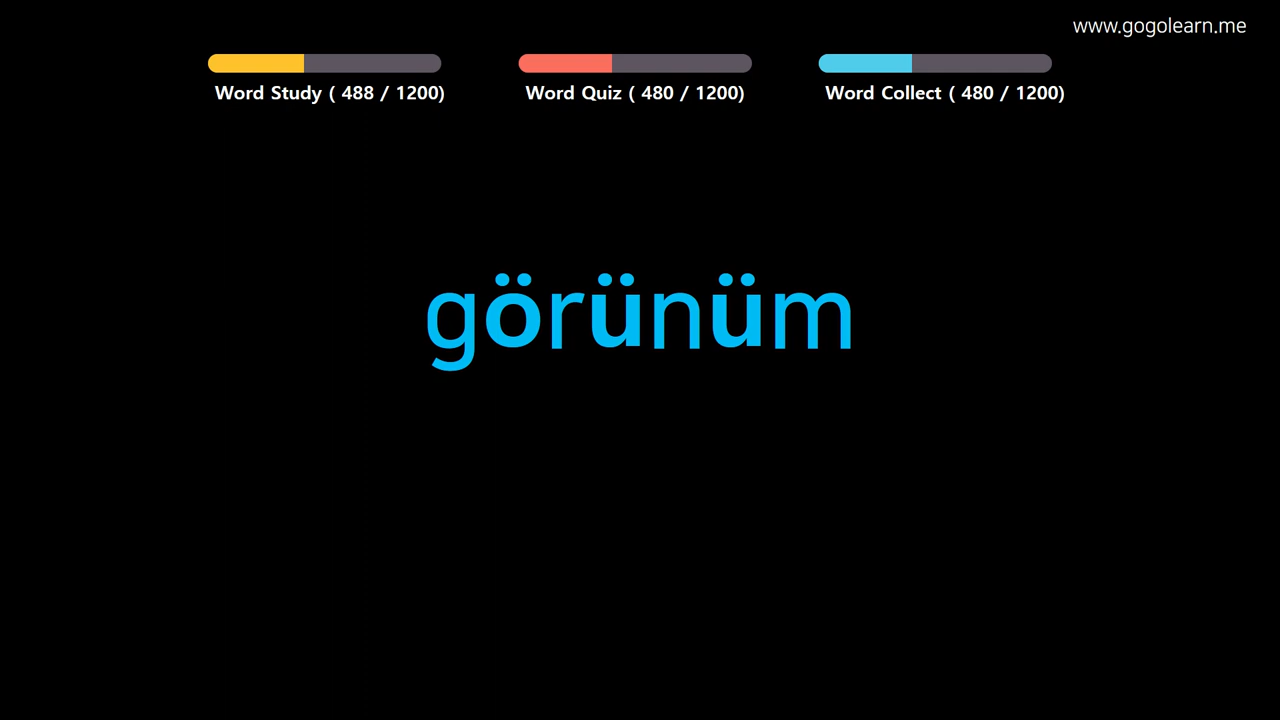 www.gogolearn.me
Word Study ( 488 / 1200)
Word Quiz ( 480 / 1200)
Word Collect ( 480 / 1200)
görünüm